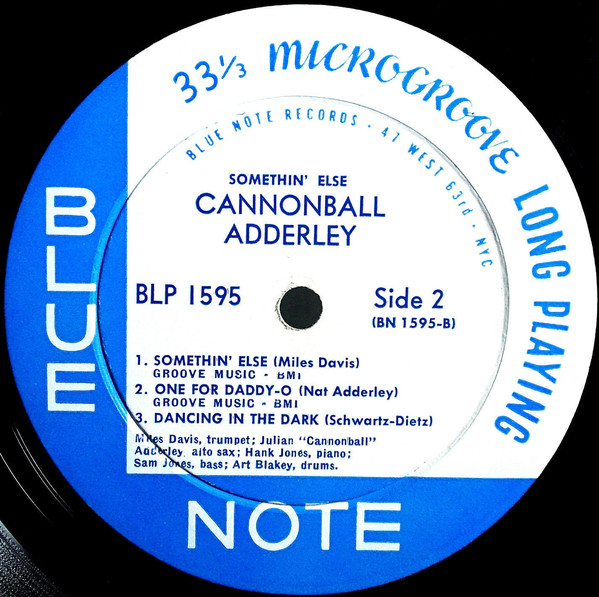 33⅓ MICROGROOVE LONG PLAYING
BLUE NOTE RECORDS · 47 WEST 63rd · NYC
SOMETHIN' ELSE
CANNONBALL
ADDERLEY
BLP 1595
Side 2
(BN 1595-B)
1. SOMETHIN' ELSE (Miles Davis)
GROOVE MUSIC - BMI
2. ONE FOR DADDY-O (Nat Adderley)
GROOVE MUSIC - BMI
3. DANCING IN THE DARK (Schwartz-Dietz)
Miles Davis, trumpet; Julian "Cannonball"
Adderley, alto sax; Hank Jones, piano;
Sam Jones, bass; Art Blakey, drums.
BLUE
NOTE